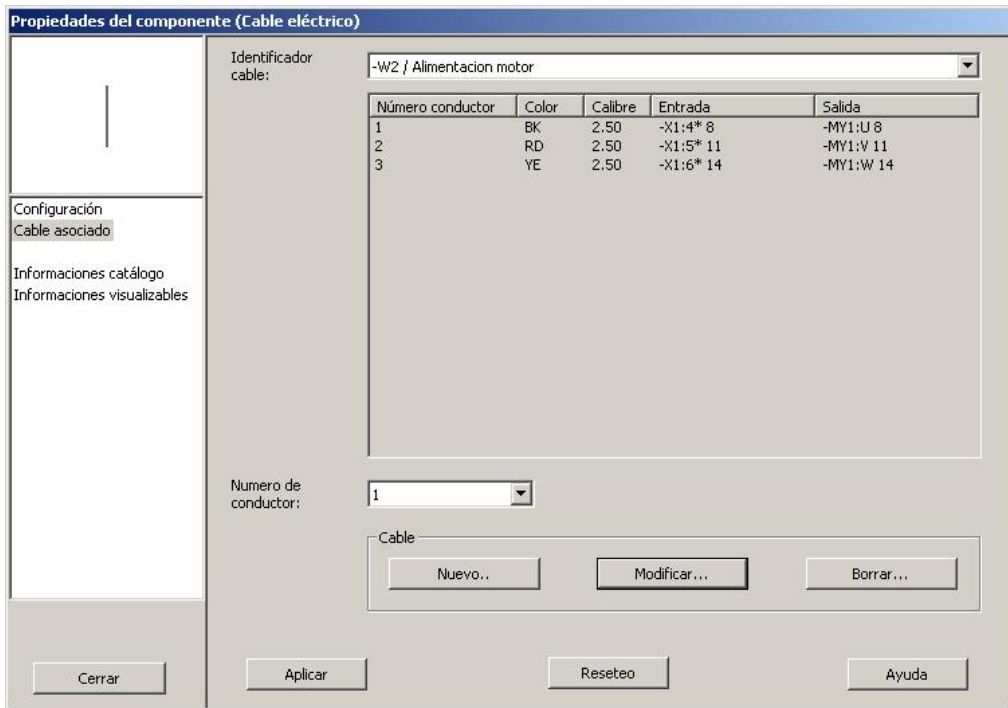 Propiedades del componente (Cable eléctrico)
Configuración
Cable asociado
Informaciones catálogo
Informaciones visualizables
Cerrar
Identificador
cable:
-W2 / Alimentacion motor
Número conductor Color Calibre Entrada Salida
1 BK 2.50 -X1:4* 8 -MY1:U 8
2 RD 2.50 -X1:5* 11 -MY1:V 11
3 YE 2.50 -X1:6* 14 -MY1:W 14
Numero de
conductor:
1
Cable
Nuevo.. Modificar... Borrar...
Aplicar Reseteo Ayuda